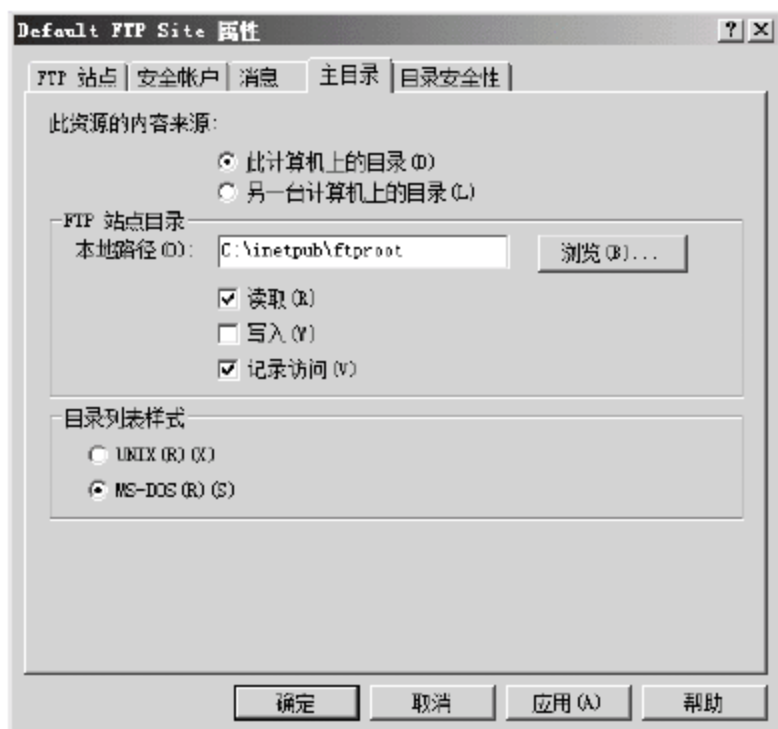 Default FTP Site 属性
FTP 站点 安全帐户 消息 主目录 目录安全性
此资源的内容来源:
此计算机上的目录(D)
另一台计算机上的目录(L)
FTP 站点目录
本地路径(O): C:\inetpub\ftproot 浏览(B)...
读取(R)
写入(W)
记录访问(V)
目录列表样式
UNIX(R)(X)
MS-DOS(R)(S)
确定 取消 应用(A) 帮助